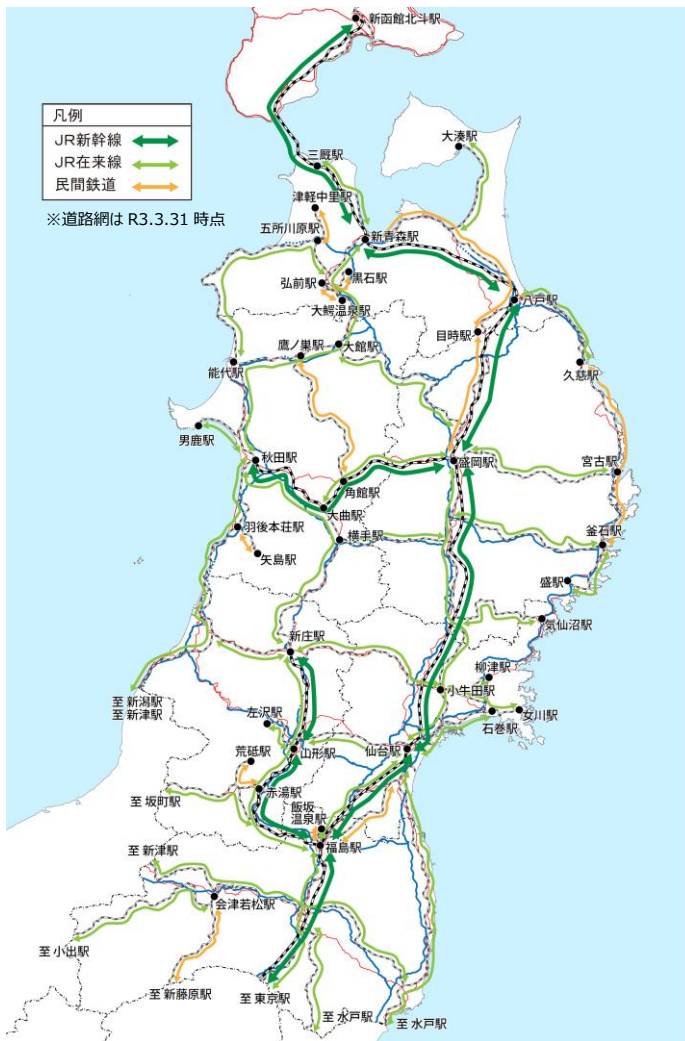 新函館北斗駅
凡例
JR新幹線
JR在来線
民間鉄道
※道路網は R3.3.31 時点
大湊駅
三厩駅
津軽中里駅
五所川原駅
新青森駅
黒石駅
弘前駅
大鰐温泉駅
八戸駅
目時駅
鷹ノ巣駅
大館駅
能代駅
久慈駅
男鹿駅
秋田駅
盛岡駅
宮古駅
角館駅
大曲駅
羽後本荘駅
横手駅
釜石駅
矢島駅
盛駅
気仙沼駅
新庄駅
柳津駅
小牛田駅
至 新潟駅
至 新津駅
左沢駅
女川駅
石巻駅
荒砥駅
山形駅
仙台駅
赤湯駅
至 坂町駅
飯坂
温泉駅
福島駅
至 新津駅
会津若松駅
至 小出駅
至 新藤原駅
至 東京駅
至 水戸駅
至 水戸駅